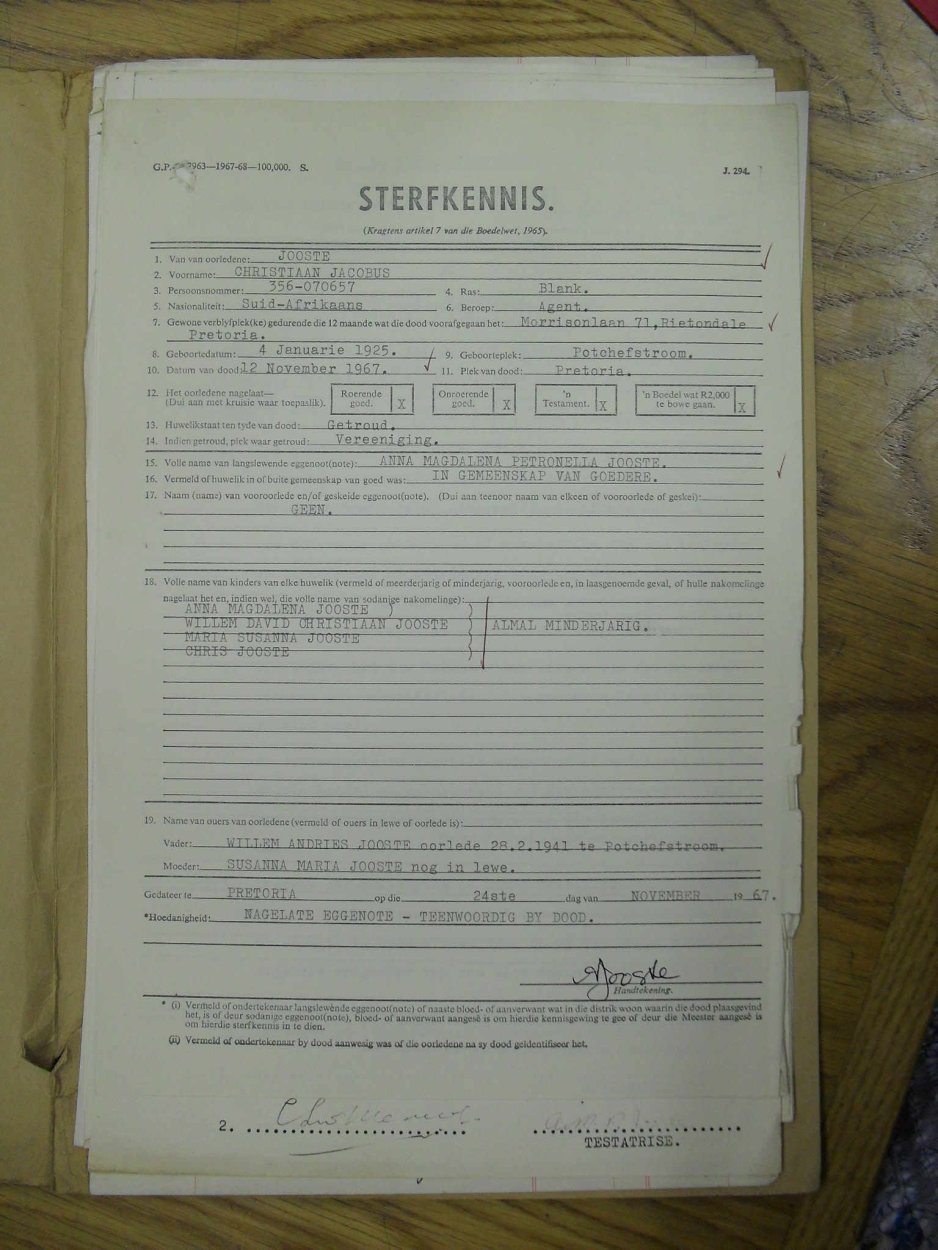 G.P. 963—1967-68—100,000. S. J. 294.
STERFKENNIS.
(Kragtens artikel 7 van die Boedelwet, 1965).
1. Van van oorledene: JOOSTE
2. Voorname: CHRISTIAAN JACOBUS
3. Persoonsnommer: 356-070657 4. Ras: Blank.
5. Nasionaliteit: Suid-Afrikaans 6. Beroep: Agent.
7. Gewone verblyfplek(ke) gedurende die 12 maande wat die dood voorafgegaan het: Morrisonlaan 71, Rietondale
Pretoria.
8. Geboortedatum: 4 Januarie 1925. 9. Geboorteplek: Potchefstroom.
10. Datum van dood: 12 November 1967. 11. Plek van dood: Pretoria.
12. Het oorledene nagelaat— Roerende Onroerende 'n 'n Boedel wat R2,000
(Dui aan met kruisie waar toepaslik). goed. X goed. X Testament. X te bowe gaan. X
13. Huwelikstaat ten tyde van dood: Getroud.
14. Indien getroud, plek waar getroud: Vereeniging.
15. Volle name van langslewende eggenoot(note): ANNA MAGDALENA PETRONELLA JOOSTE.
16. Vermeld of huwelik in of buite gemeenskap van goed was: IN GEMEENSKAP VAN GOEDERE.
17. Naam (name) van vooroorlede en/of geskeide eggenoot(note). (Dui aan teenoor naam van elkeen of vooroorlede of geskei):
GEEN.
18. Volle name van kinders van elke huwelik (vermeld of meerderjarig of minderjarig, vooroorlede en, in laasgenoemde geval, of hulle nakomelinge
nagelaat het en, indien wel, die volle name van sodanige nakomelinge):
ANNA MAGDALENA JOOSTE )
WILLEM DAVID CHRISTIAAN JOOSTE ) ALMAL MINDERJARIG.
MARIA SUSANNA JOOSTE )
CHRIS JOOSTE )
19. Name van ouers van oorledene (vermeld of ouers in lewe of oorlede is):
Vader: WILLEM ANDRIES JOOSTE oorlede 28.2.1941 te Potchefstroom.
Moeder: SUSANNA MARIA JOOSTE nog in lewe.
Gedateer te PRETORIA op die 24ste dag van NOVEMBER 19 67.
*Hoedanigheid: NAGELATE EGGENOTE - TEENWOORDIG BY DOOD.
Jooste
Handtekening.
* (i) Vermeld of ondertekenaar langslewende eggenoot(note) of naaste bloed- of aanverwant wat in die distrik woon waarin die dood plaasgevind
het, is of deur sodanige eggenoot(note), bloed- of aanverwant aangesê is om hierdie kennisgewing te gee of deur die Meester aangesê is
om hierdie sterfkennis in te dien.
(ii) Vermeld of ondertekenaar by dood aanwesig was of die oorledene na sy dood geïdentifiseer het.
2.
TESTATRISE.